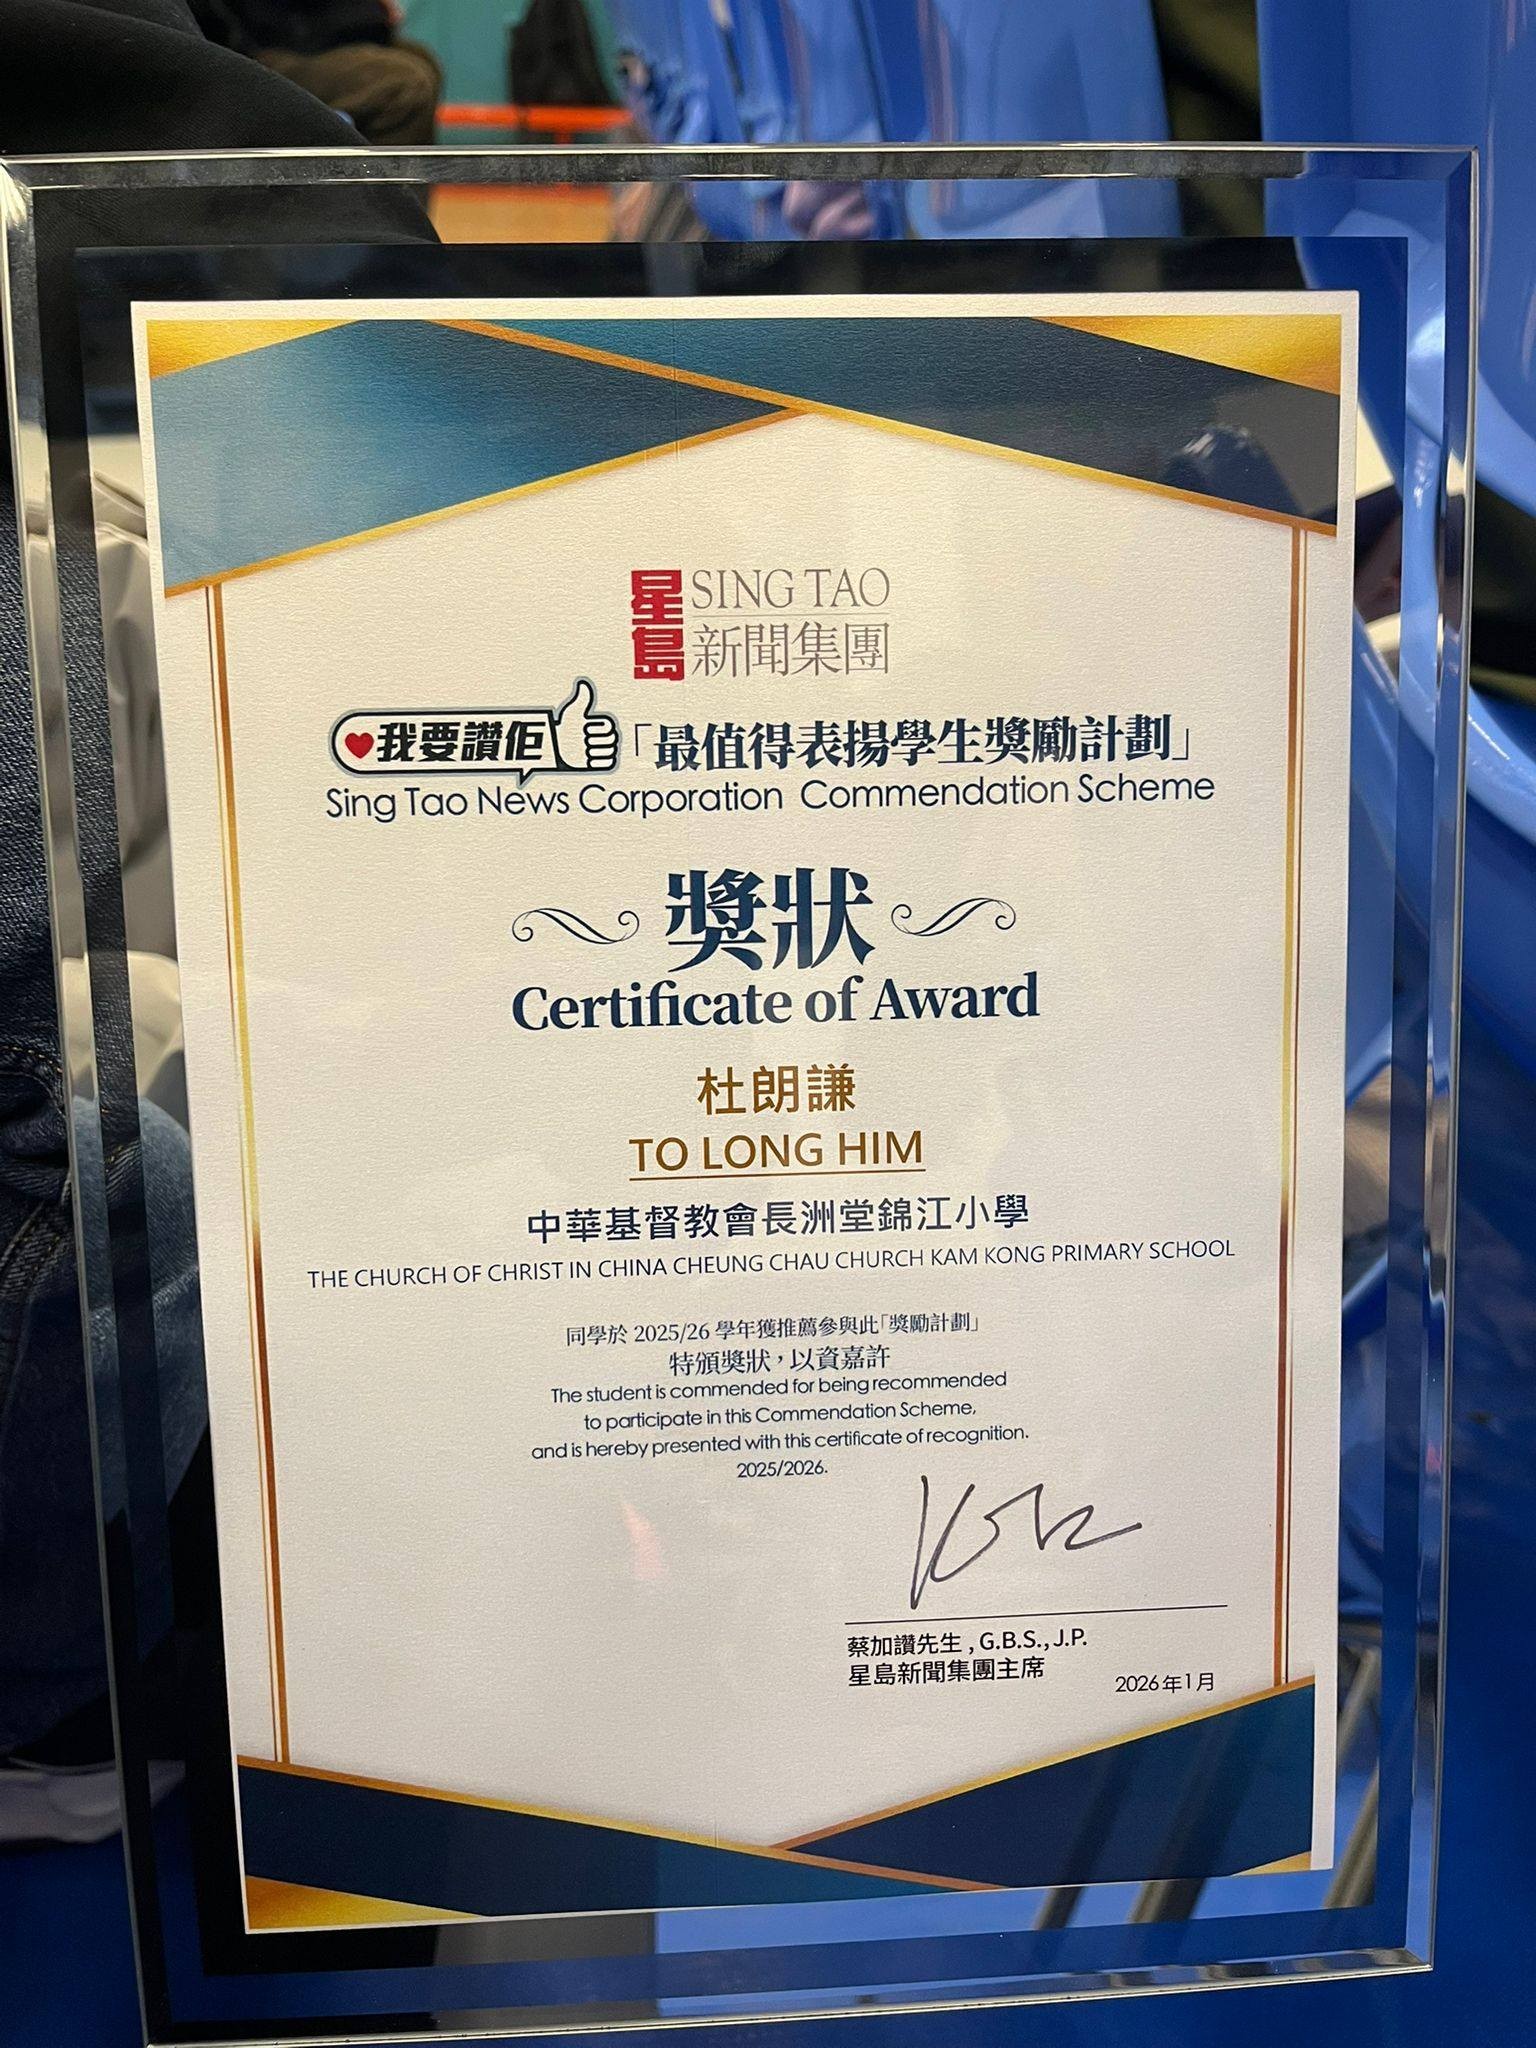 星島 SING TAO
新聞集團
我要讚佢「最值得表揚學生獎勵計劃」
Sing Tao News Corporation Commendation Scheme
獎狀
Certificate of Award
杜朗謙
TO LONG HIM
中華基督教會長洲堂錦江小學
THE CHURCH OF CHRIST IN CHINA CHEUNG CHAU CHURCH KAM KONG PRIMARY SCHOOL
同學於 2025/26 學年獲推薦參與此「獎勵計劃」
特頒獎狀，以資嘉許
The student is commended for being recommended
to participate in this Commendation Scheme,
and is hereby presented with this certificate of recognition.
2025/2026.
蔡加讚先生 , G.B.S., J.P.
星島新聞集團主席
2026年1月